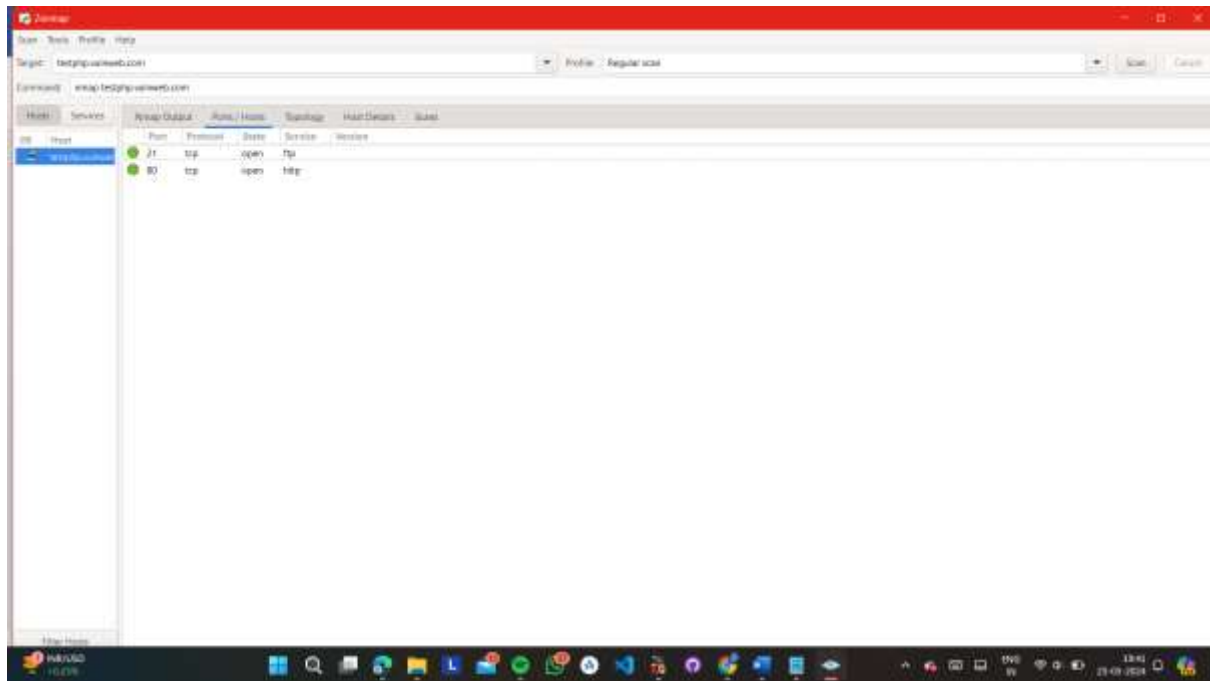 Zenmap
Scan Tools Profile Help
Target: testphp.vulnweb.com Profile: Regular scan Scan Cancel
Command: nmap testphp.vulnweb.com
Hosts Services Nmap Output Ports / Hosts Topology Host Details Scans
OS Host Port Protocol State Service Version
21 tcp open ftp
80 tcp open http
Filter Hosts
INR/USD
ENG
IN